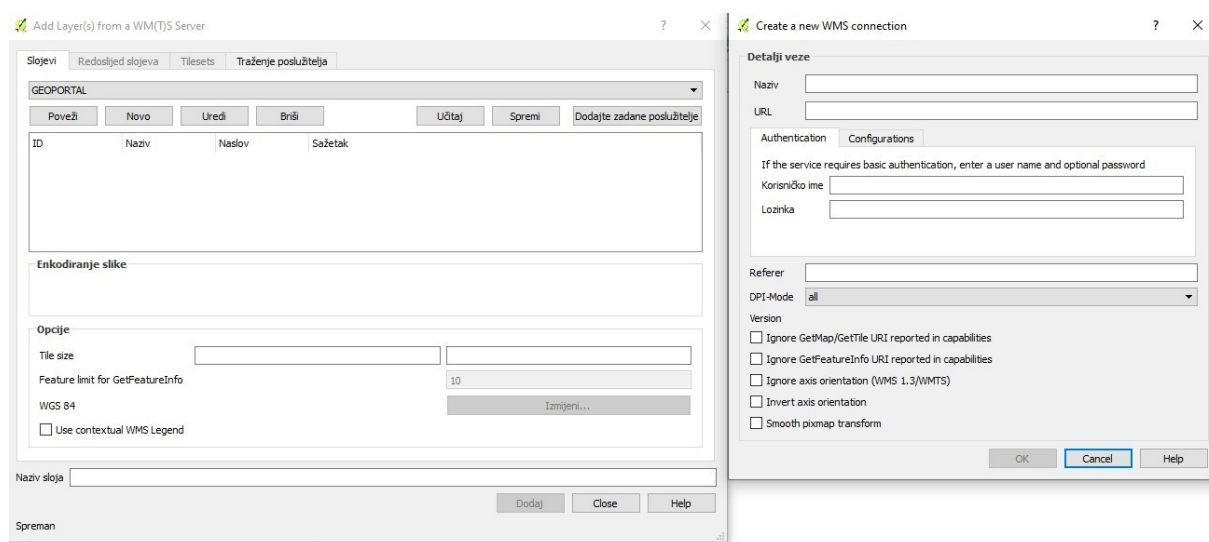 Add Layer(s) from a WM(T)S Server
Slojevi Redoslijed slojeva Tilesets Traženje poslužitelja
GEOPORTAL
Poveži Novo Uredi Briši Učitaj Spremi Dodajte zadane poslužitelje
ID Naziv Naslov Sažetak
Enkodiranje slike
Opcije
Tile size
Feature limit for GetFeatureInfo 10
WGS 84 Izmijeni...
Use contextual WMS Legend
Naziv sloja
Dodaj Close Help
Spreman
Create a new WMS connection
Detalji veze
Naziv
URL
Authentication Configurations
If the service requires basic authentication, enter a user name and optional password
Korisničko ime
Lozinka
Referer
DPI-Mode all
Version
Ignore GetMap/GetTile URI reported in capabilities
Ignore GetFeatureInfo URI reported in capabilities
Ignore axis orientation (WMS 1.3/WMTS)
Invert axis orientation
Smooth pixmap transform
OK Cancel Help